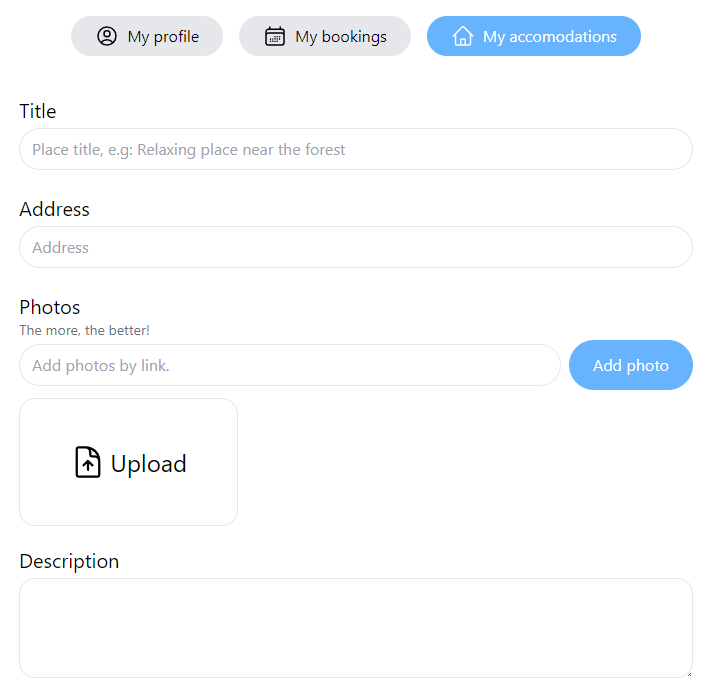 My profile My bookings My accomodations
Title
Place title, e.g: Relaxing place near the forest
Address
Address
Photos
The more, the better!
Add photos by link. Add photo
Upload
Description